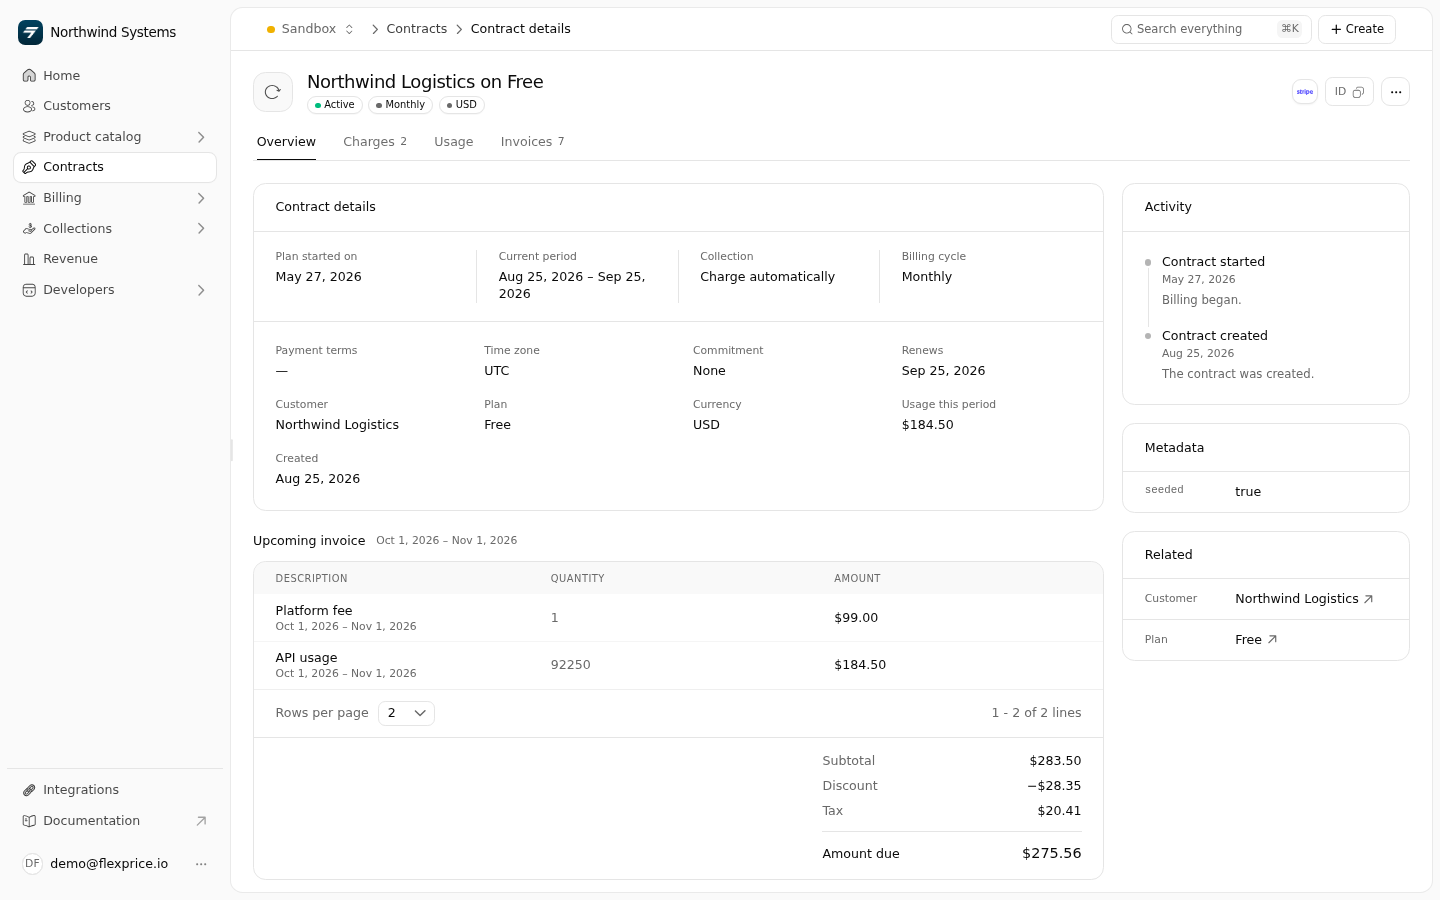 Northwind Systems
Home
Customers
Product catalog
Contracts
Billing
Collections
Revenue
Developers
Integrations
Documentation
DF demo@flexprice.io ···
Sandbox Contracts Contract details
Search everything ⌘K
+ Create
Northwind Logistics on Free
Active Monthly USD
stripe ID ···
Overview Charges 2 Usage Invoices 7
Contract details
Plan started on
May 27, 2026
Current period
Aug 25, 2026 – Sep 25,
2026
Collection
Charge automatically
Billing cycle
Monthly
Payment terms
—
Time zone
UTC
Commitment
None
Renews
Sep 25, 2026
Customer
Northwind Logistics
Plan
Free
Currency
USD
Usage this period
$184.50
Created
Aug 25, 2026
Upcoming invoice Oct 1, 2026 – Nov 1, 2026
DESCRIPTION QUANTITY AMOUNT
Platform fee
Oct 1, 2026 – Nov 1, 2026
1 $99.00
API usage
Oct 1, 2026 – Nov 1, 2026
92250 $184.50
Rows per page 2 1 - 2 of 2 lines
Subtotal $283.50
Discount −$28.35
Tax $20.41
Amount due $275.56
Activity
Contract started
May 27, 2026
Billing began.
Contract created
Aug 25, 2026
The contract was created.
Metadata
seeded true
Related
Customer Northwind Logistics
Plan Free